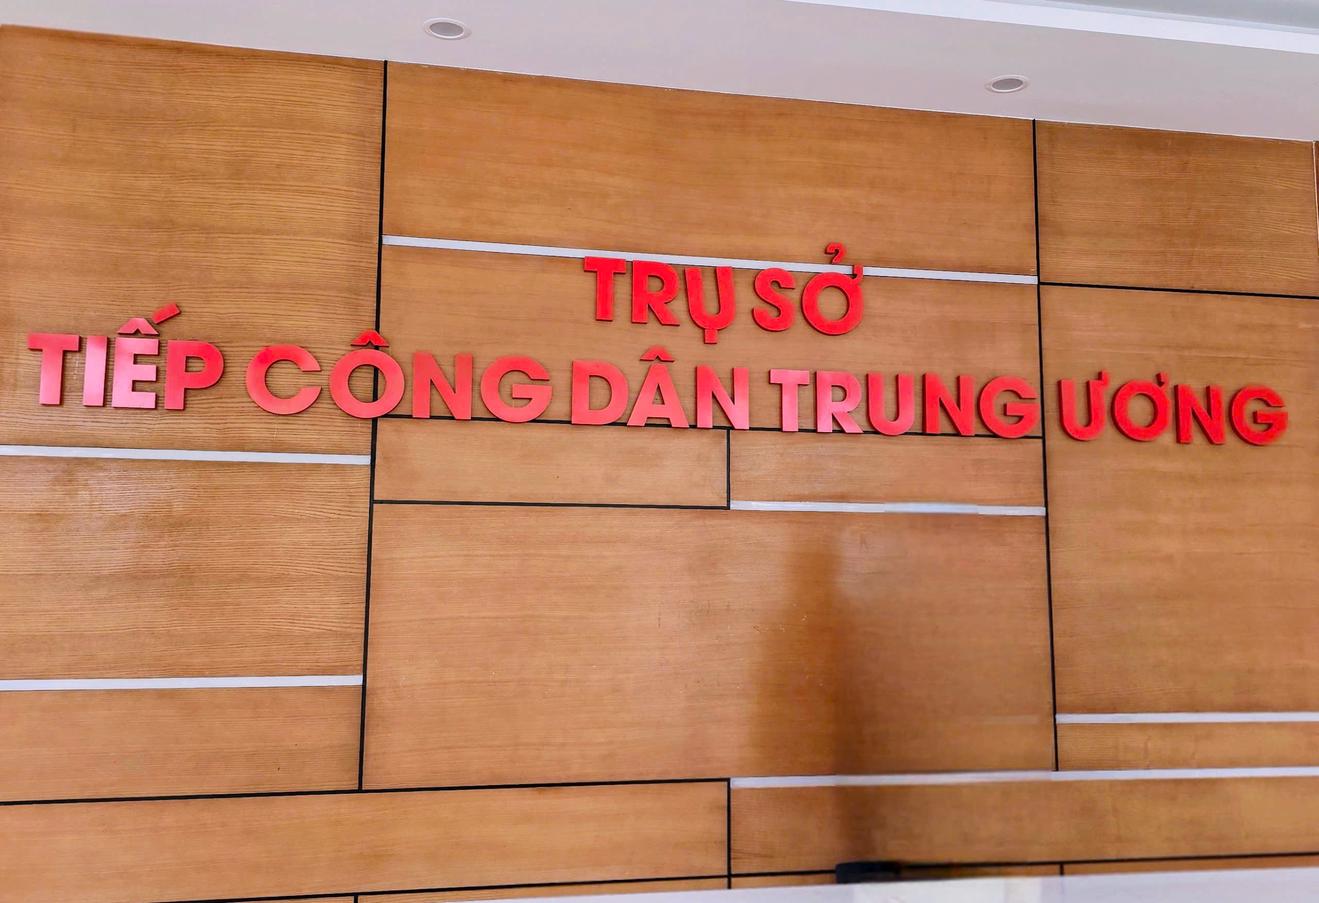 TRỤ SỞ
TIẾP CÔNG DÂN TRUNG ƯƠNG